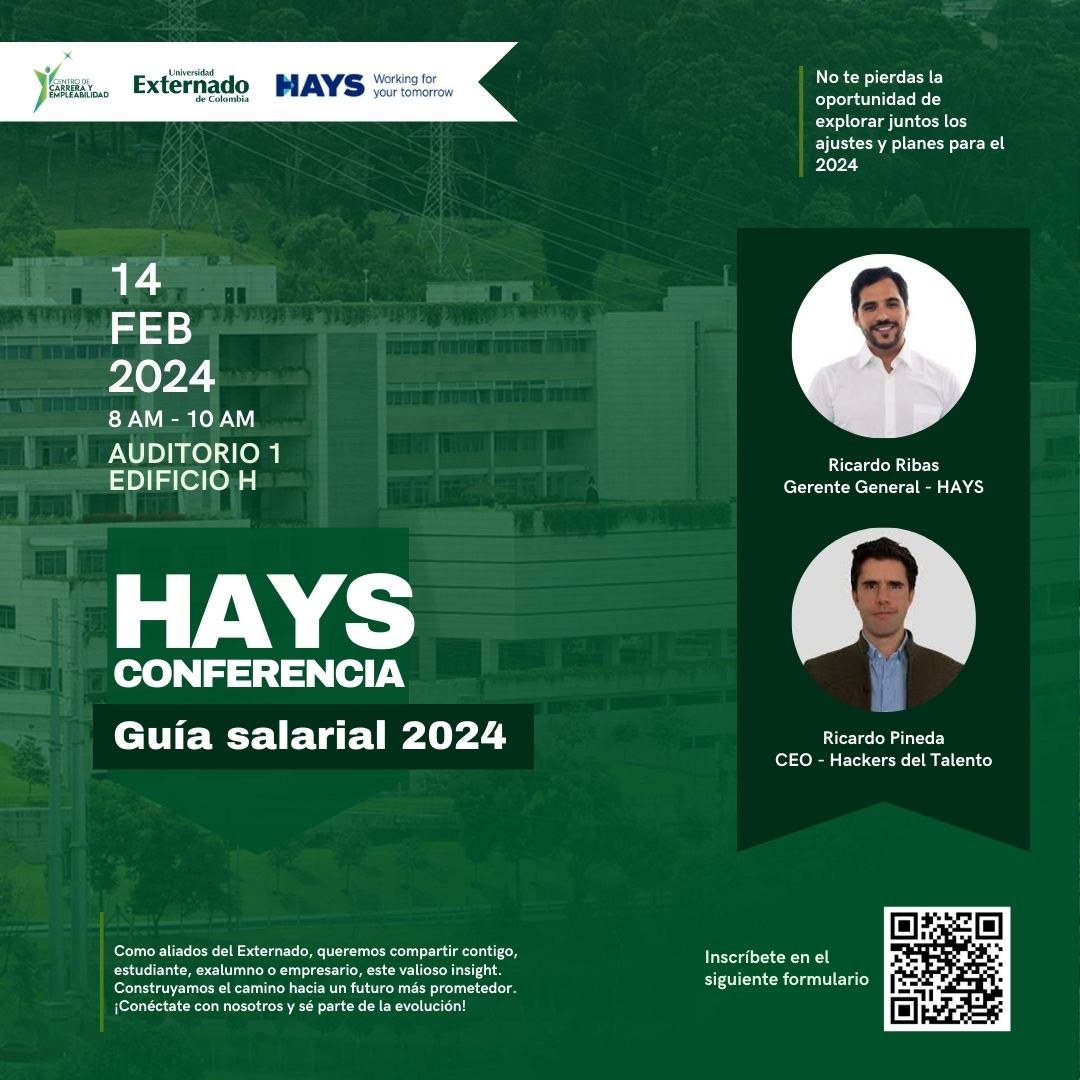 CENTRO DE
CARRERA Y
EMPLEABILIDAD
Universidad
Externado
de Colombia
HAYS
Working for
your tomorrow
No te pierdas la
oportunidad de
explorar juntos los
ajustes y planes para el
2024
14
FEB
2024
8 AM - 10 AM
AUDITORIO 1
EDIFICIO H
HAYS
CONFERENCIA
Guía salarial 2024
Ricardo Ribas
Gerente General - HAYS
Ricardo Pineda
CEO - Hackers del Talento
Como aliados del Externado, queremos compartir contigo,
estudiante, exalumno o empresario, este valioso insight.
Construyamos el camino hacia un futuro más prometedor.
¡Conéctate con nosotros y sé parte de la evolución!
Inscríbete en el
siguiente formulario